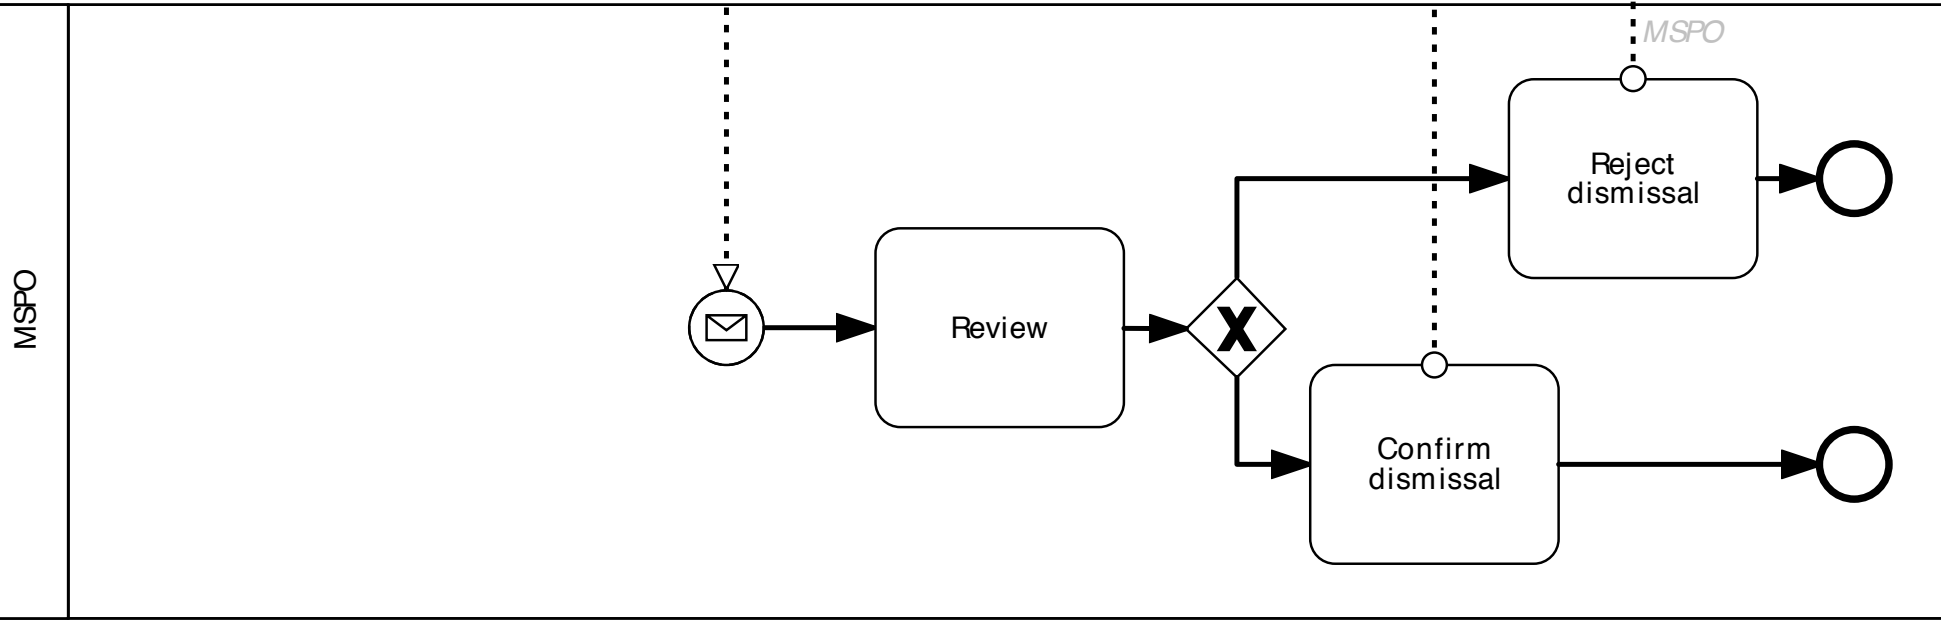 MSPO
MSPO
Reject
dismissal
Review
X
Confirm
dismissal